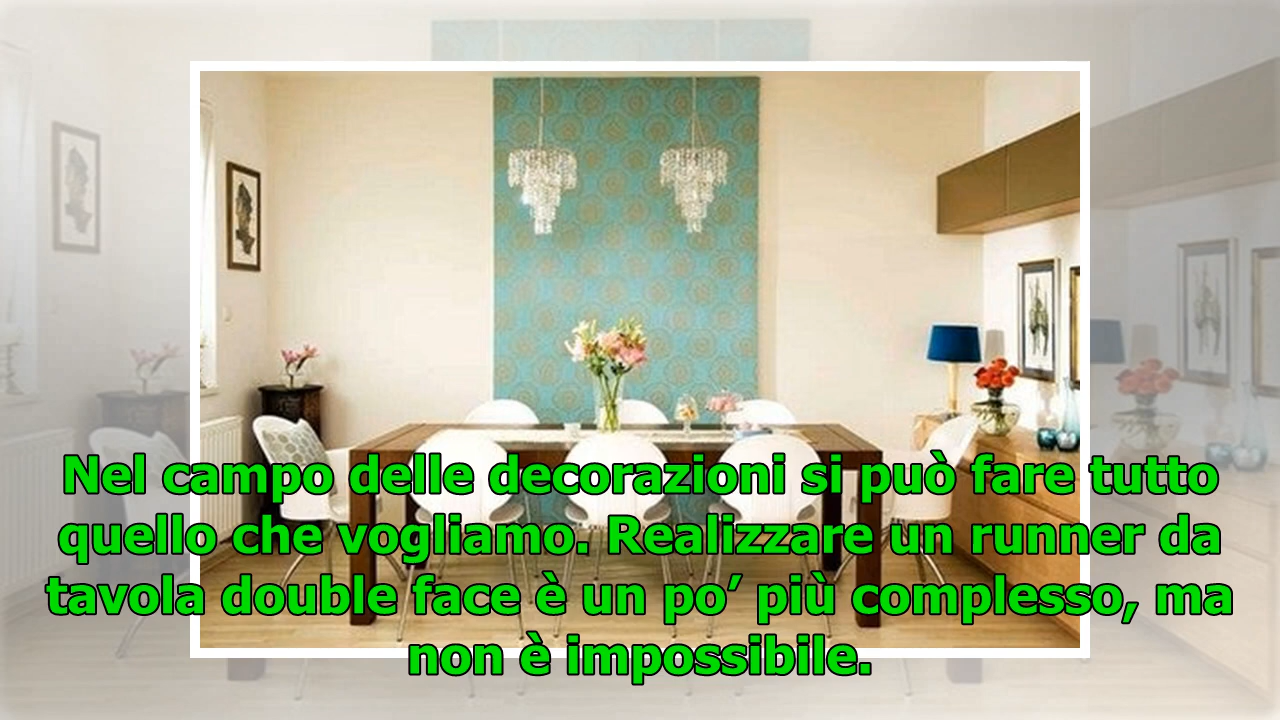 Nel campo delle decorazioni si può fare tutto
quello che vogliamo. Realizzare un runner da
tavola double face è un po’ più complesso, ma
non è impossibile.